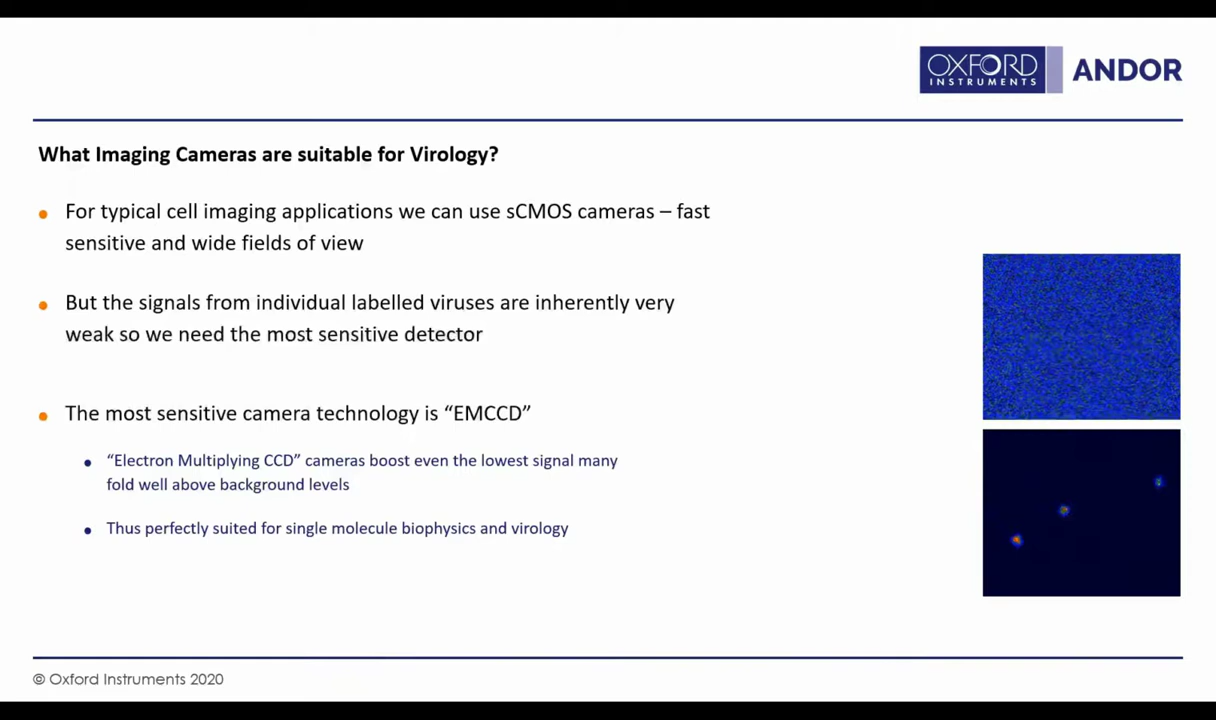 OXFORD
INSTRUMENTS
ANDOR
What Imaging Cameras are suitable for Virology?
• For typical cell imaging applications we can use sCMOS cameras – fast
sensitive and wide fields of view
• But the signals from individual labelled viruses are inherently very
weak so we need the most sensitive detector
• The most sensitive camera technology is “EMCCD”
• “Electron Multiplying CCD” cameras boost even the lowest signal many
fold well above background levels
• Thus perfectly suited for single molecule biophysics and virology
© Oxford Instruments 2020